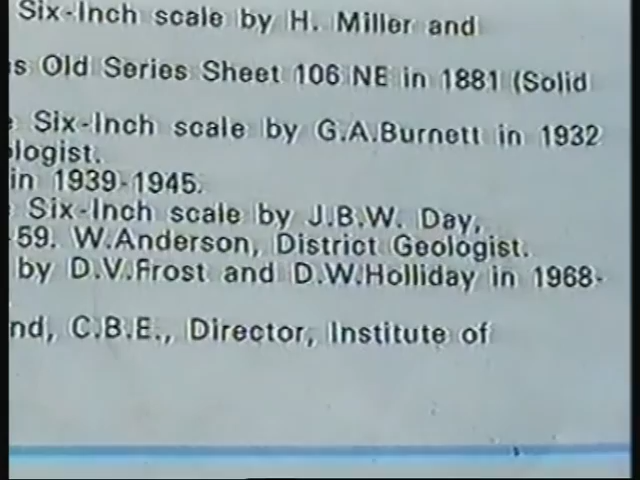 Six-Inch scale by H. Miller and
s Old Series Sheet 106 NE in 1881 (Solid
Six-Inch scale by G.A.Burnett in 1932
logist.
in 1939-1945.
Six-Inch scale by J.B.W. Day,
59. W.Anderson, District Geologist.
by D.V.Frost and D.W.Holliday in 1968-
nd, C.B.E., Director, Institute of